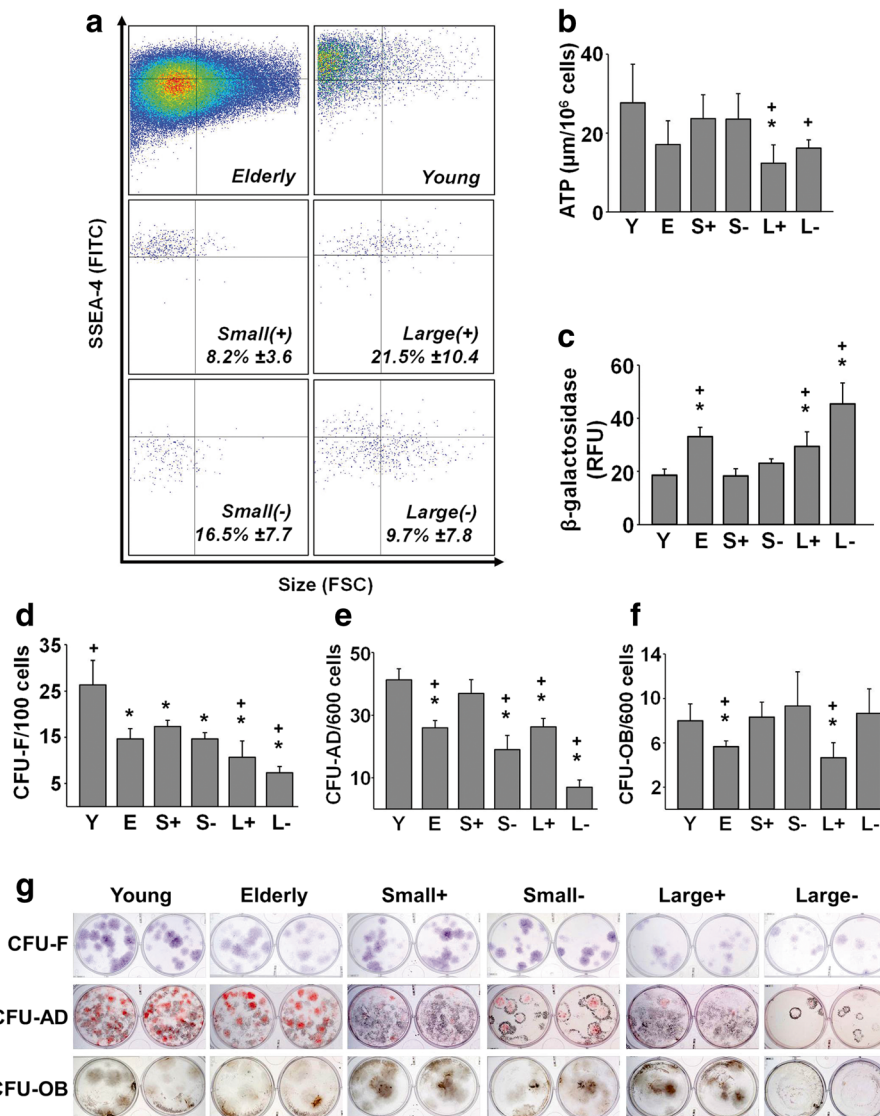 a
SSEA-4 (FITC)
Elderly
Young
Small(+)
8.2% ±3.6
Large(+)
21.5% ±10.4
Small(-)
16.5% ±7.7
Large(-)
9.7% ±7.8
Size (FSC)
b
ATP (µm/10⁶ cells)
40
20
0
+
*
+
Y E S+ S- L+ L-
c
β-galactosidase
(RFU)
60
40
20
0
+
*
+
*
+
*
Y E S+ S- L+ L-
d
CFU-F/100 cells
35
25
15
5
+
*
*
*
+
*
+
*
Y E S+ S- L+ L-
e
CFU-AD/600 cells
50
30
10
+
*
+
*
+
*
+
*
Y E S+ S- L+ L-
f
CFU-OB/600 cells
14
10
6
2
+
*
+
*
Y E S+ S- L+ L-
g
Young Elderly Small+ Small- Large+ Large-
CFU-F
CFU-AD
CFU-OB